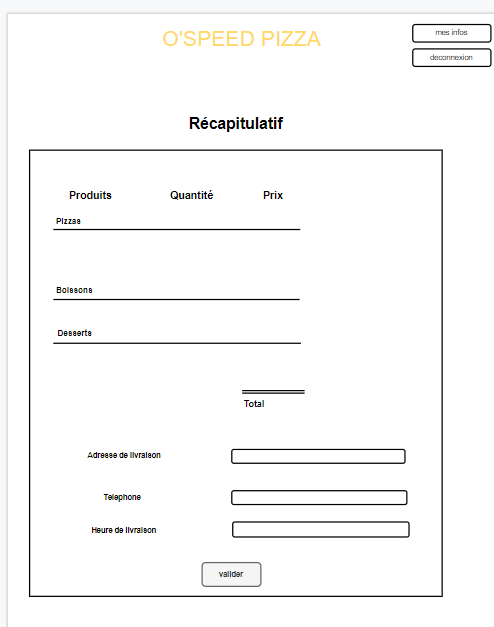 O'SPEED PIZZA
mes infos
deconnexion
Récapitulatif
Produits Quantité Prix
Pizzas
Boissons
Desserts
Total
Adresse de livraison
Telephone
Heure de livraison
valider